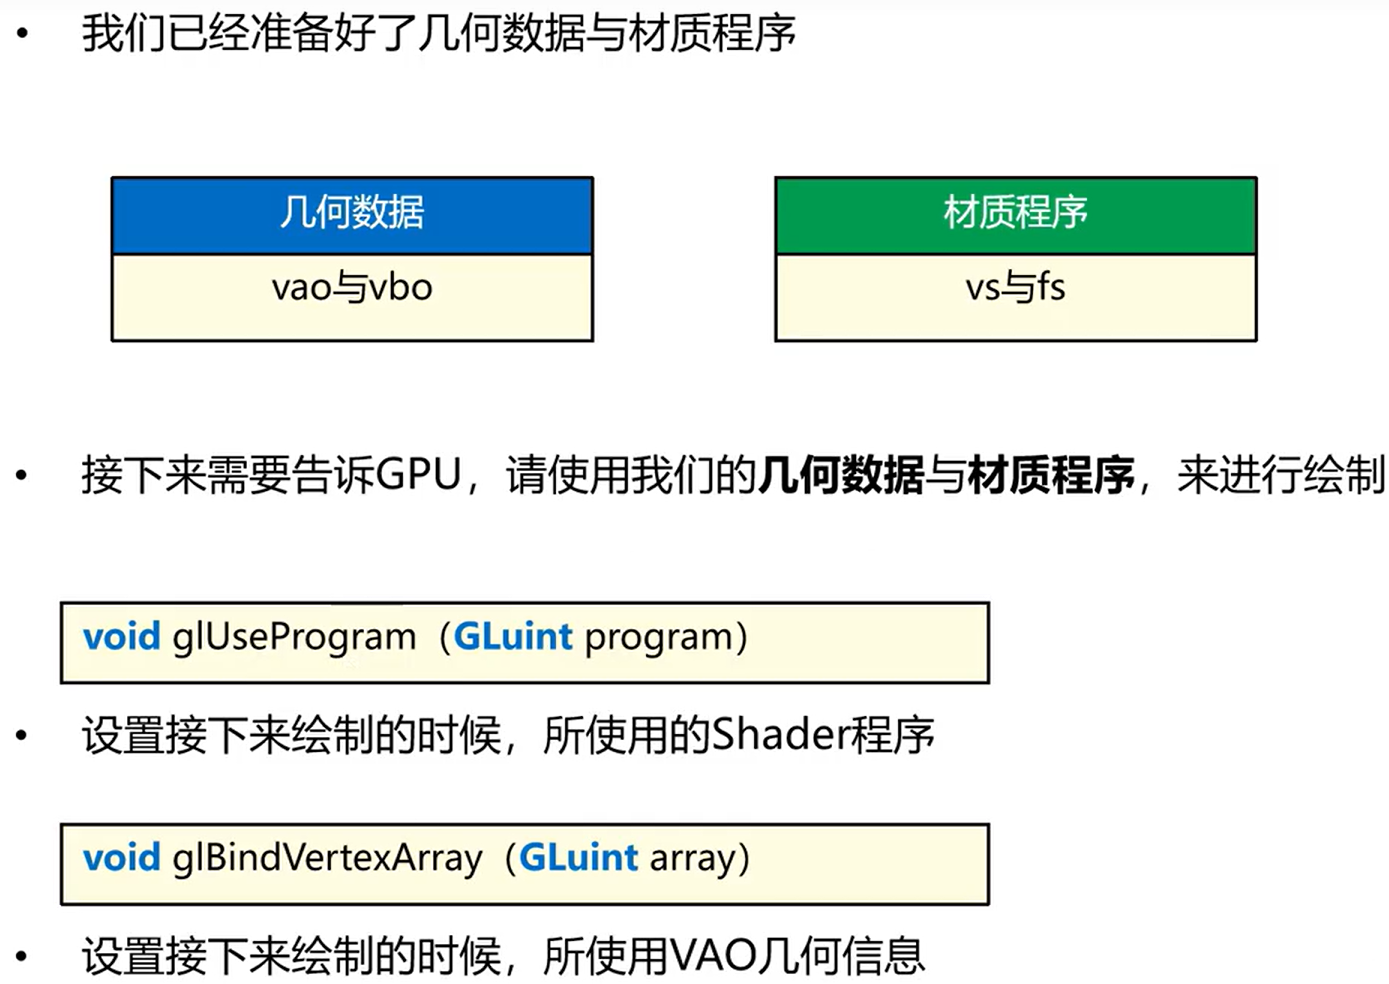 • 我们已经准备好了几何数据与材质程序
几何数据
vao与vbo
材质程序
vs与fs
• 接下来需要告诉GPU，请使用我们的几何数据与材质程序，来进行绘制
void glUseProgram（GLuint program）
• 设置接下来绘制的时候，所使用的Shader程序
void glBindVertexArray（GLuint array）
• 设置接下来绘制的时候，所使用VAO几何信息